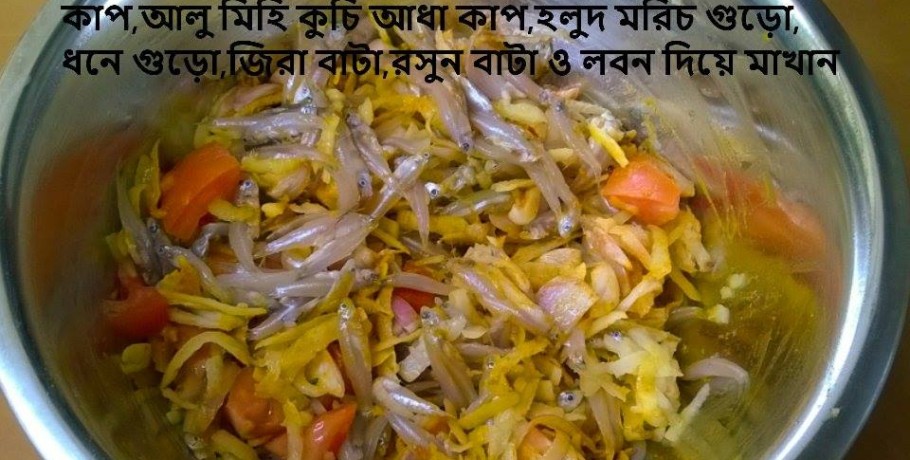 কাপ,আলু মিহি কুচি আধা কাপ,হলুদ মরিচ গুড়ো,
ধনে গুড়ো,জিরা বাটা,রসুন বাটা ও লবন দিয়ে মাখান